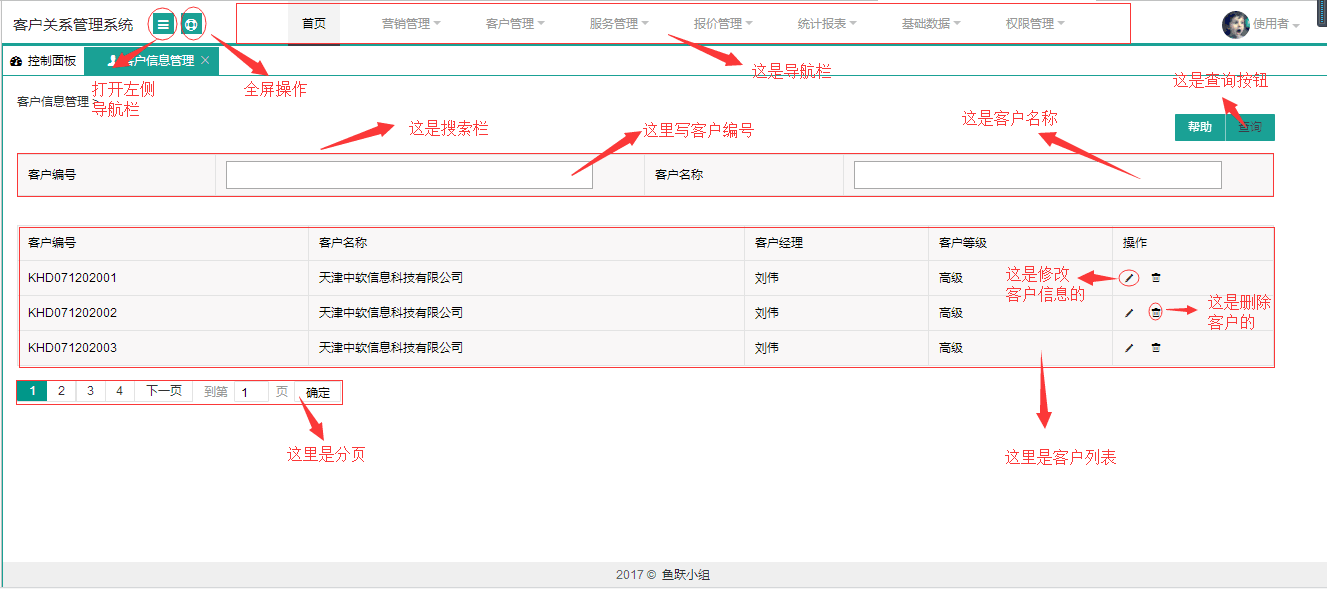 客户关系管理系统
首页 营销管理 客户管理 服务管理 报价管理 统计报表 基础数据 权限管理 使用者
控制面板 客户信息管理
打开左侧
导航栏
全屏操作
这是导航栏
这是查询按钮
客户信息管理
这是搜索栏
这里写客户编号
这是客户名称
帮助 查询
客户编号 客户名称
客户编号 客户名称 客户经理 客户等级 操作
KHD071202001 天津中软信息科技有限公司 刘伟 高级
这是修改
客户信息的
KHD071202002 天津中软信息科技有限公司 刘伟 高级
这是删除
客户的
KHD071202003 天津中软信息科技有限公司 刘伟 高级
1 2 3 4 下一页 到第 1 页 确定
这里是分页
这里是客户列表
2017 © 鱼跃小组